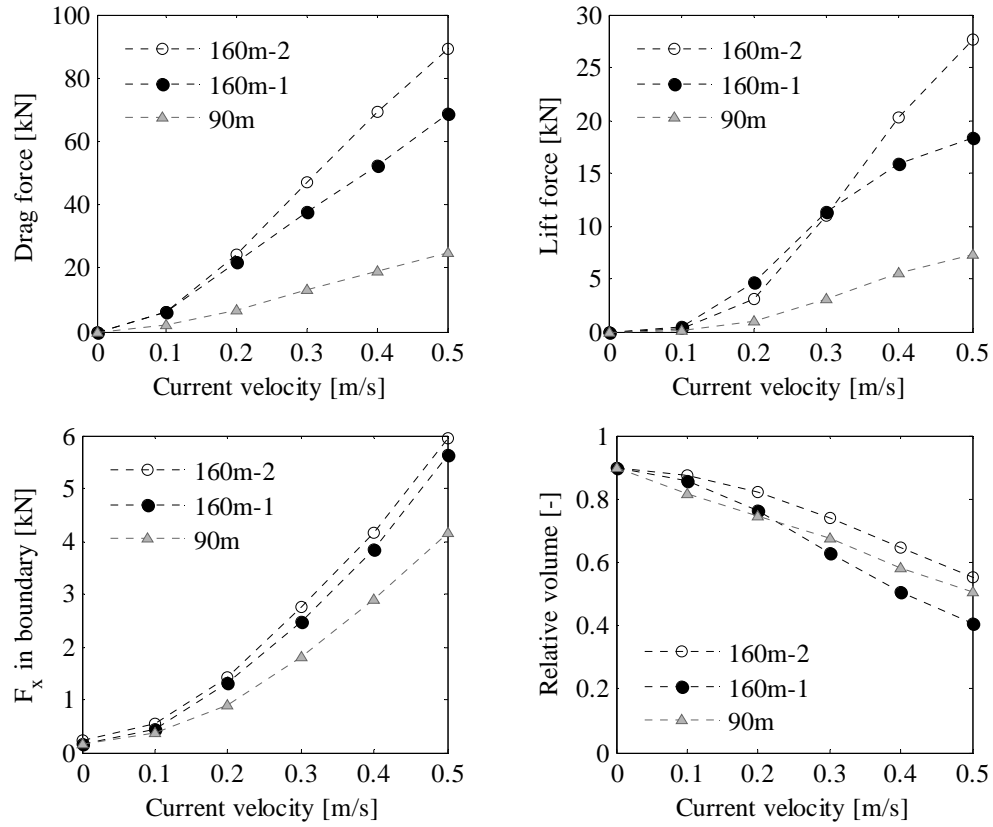 100
80
60
40
20
0
0 0.1 0.2 0.3 0.4 0.5
Drag force [kN]
Current velocity [m/s]
160m-2
160m-1
90m
30
25
20
15
10
5
0
0 0.1 0.2 0.3 0.4 0.5
Lift force [kN]
Current velocity [m/s]
160m-2
160m-1
90m
6
5
4
3
2
1
0
0 0.1 0.2 0.3 0.4 0.5
F_x in boundary [kN]
Current velocity [m/s]
160m-2
160m-1
90m
1
0.8
0.6
0.4
0.2
0
0 0.1 0.2 0.3 0.4 0.5
Relative volume [-]
Current velocity [m/s]
160m-2
160m-1
90m